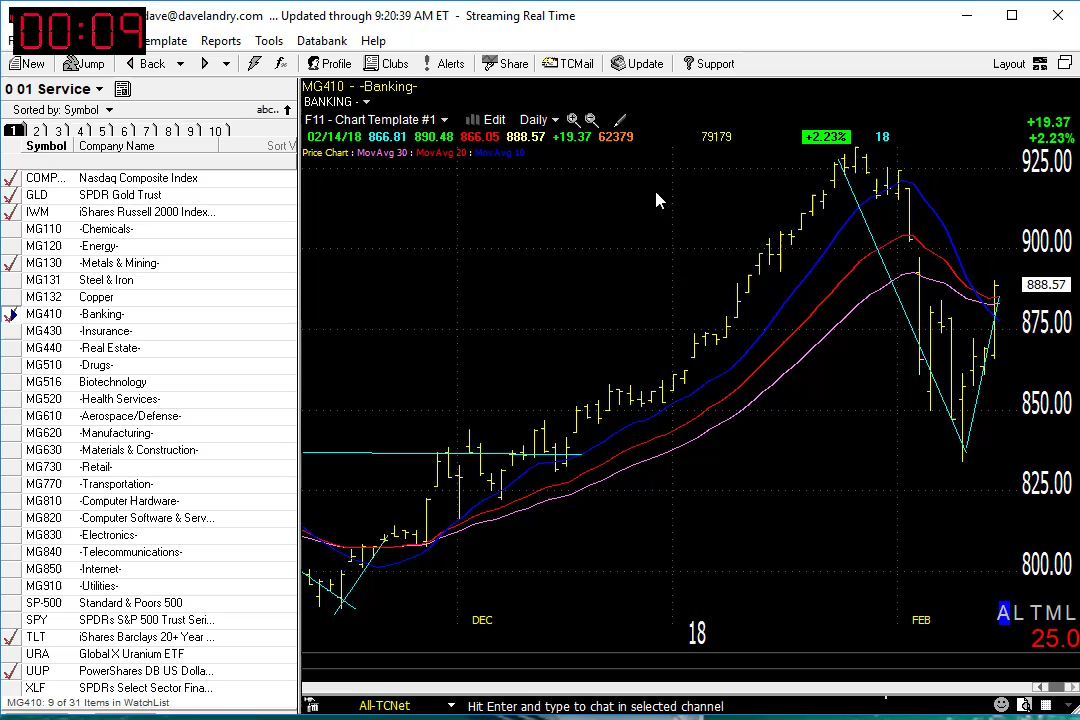 00:09
dave@davelandry.com ... Updated through 9:20:39 AM ET - Streaming Real Time
emplate Reports Tools Databank Help
New Jump Back Profile Clubs Alerts Share TCMail Update Support Layout
0 01 Service
Sorted by: Symbol abc..
1 2 3 4 5 6 7 8 9 10
Symbol Company Name Sort V
COMP... Nasdaq Composite Index
GLD SPDR Gold Trust
IWM iShares Russell 2000 Index...
MG110 -Chemicals-
MG120 -Energy-
MG130 -Metals & Mining-
MG131 Steel & Iron
MG132 Copper
MG410 -Banking-
MG430 -Insurance-
MG440 -Real Estate-
MG510 -Drugs-
MG516 Biotechnology
MG520 -Health Services-
MG610 -Aerospace/Defense-
MG620 -Manufacturing-
MG630 -Materials & Construction-
MG730 -Retail-
MG770 -Transportation-
MG810 -Computer Hardware-
MG820 -Computer Software & Serv...
MG830 -Electronics-
MG840 -Telecommunications-
MG850 -Internet-
MG910 -Utilities-
SP-500 Standard & Poors 500
SPY SPDRs S&P 500 Trust Seri...
TLT iShares Barclays 20+ Year ...
URA Global X Uranium ETF
UUP PowerShares DB US Dolla...
XLF SPDRs Select Sector Fina...
MG410: 9 of 31 Items in WatchList
MG410 - -Banking-
BANKING -
F11 - Chart Template #1 Edit Daily
02/14/18 866.81 890.48 866.05 888.57 +19.37 62379 79179 +2.23% 18
Price Chart : MovAvg 30 : MovAvg 20 : MovAvg 10
+19.37
+2.23%
925.00
900.00
888.57
875.00
850.00
825.00
800.00
DEC 18 FEB
A L T M L
25.0
All-TCNet Hit Enter and type to chat in selected channel